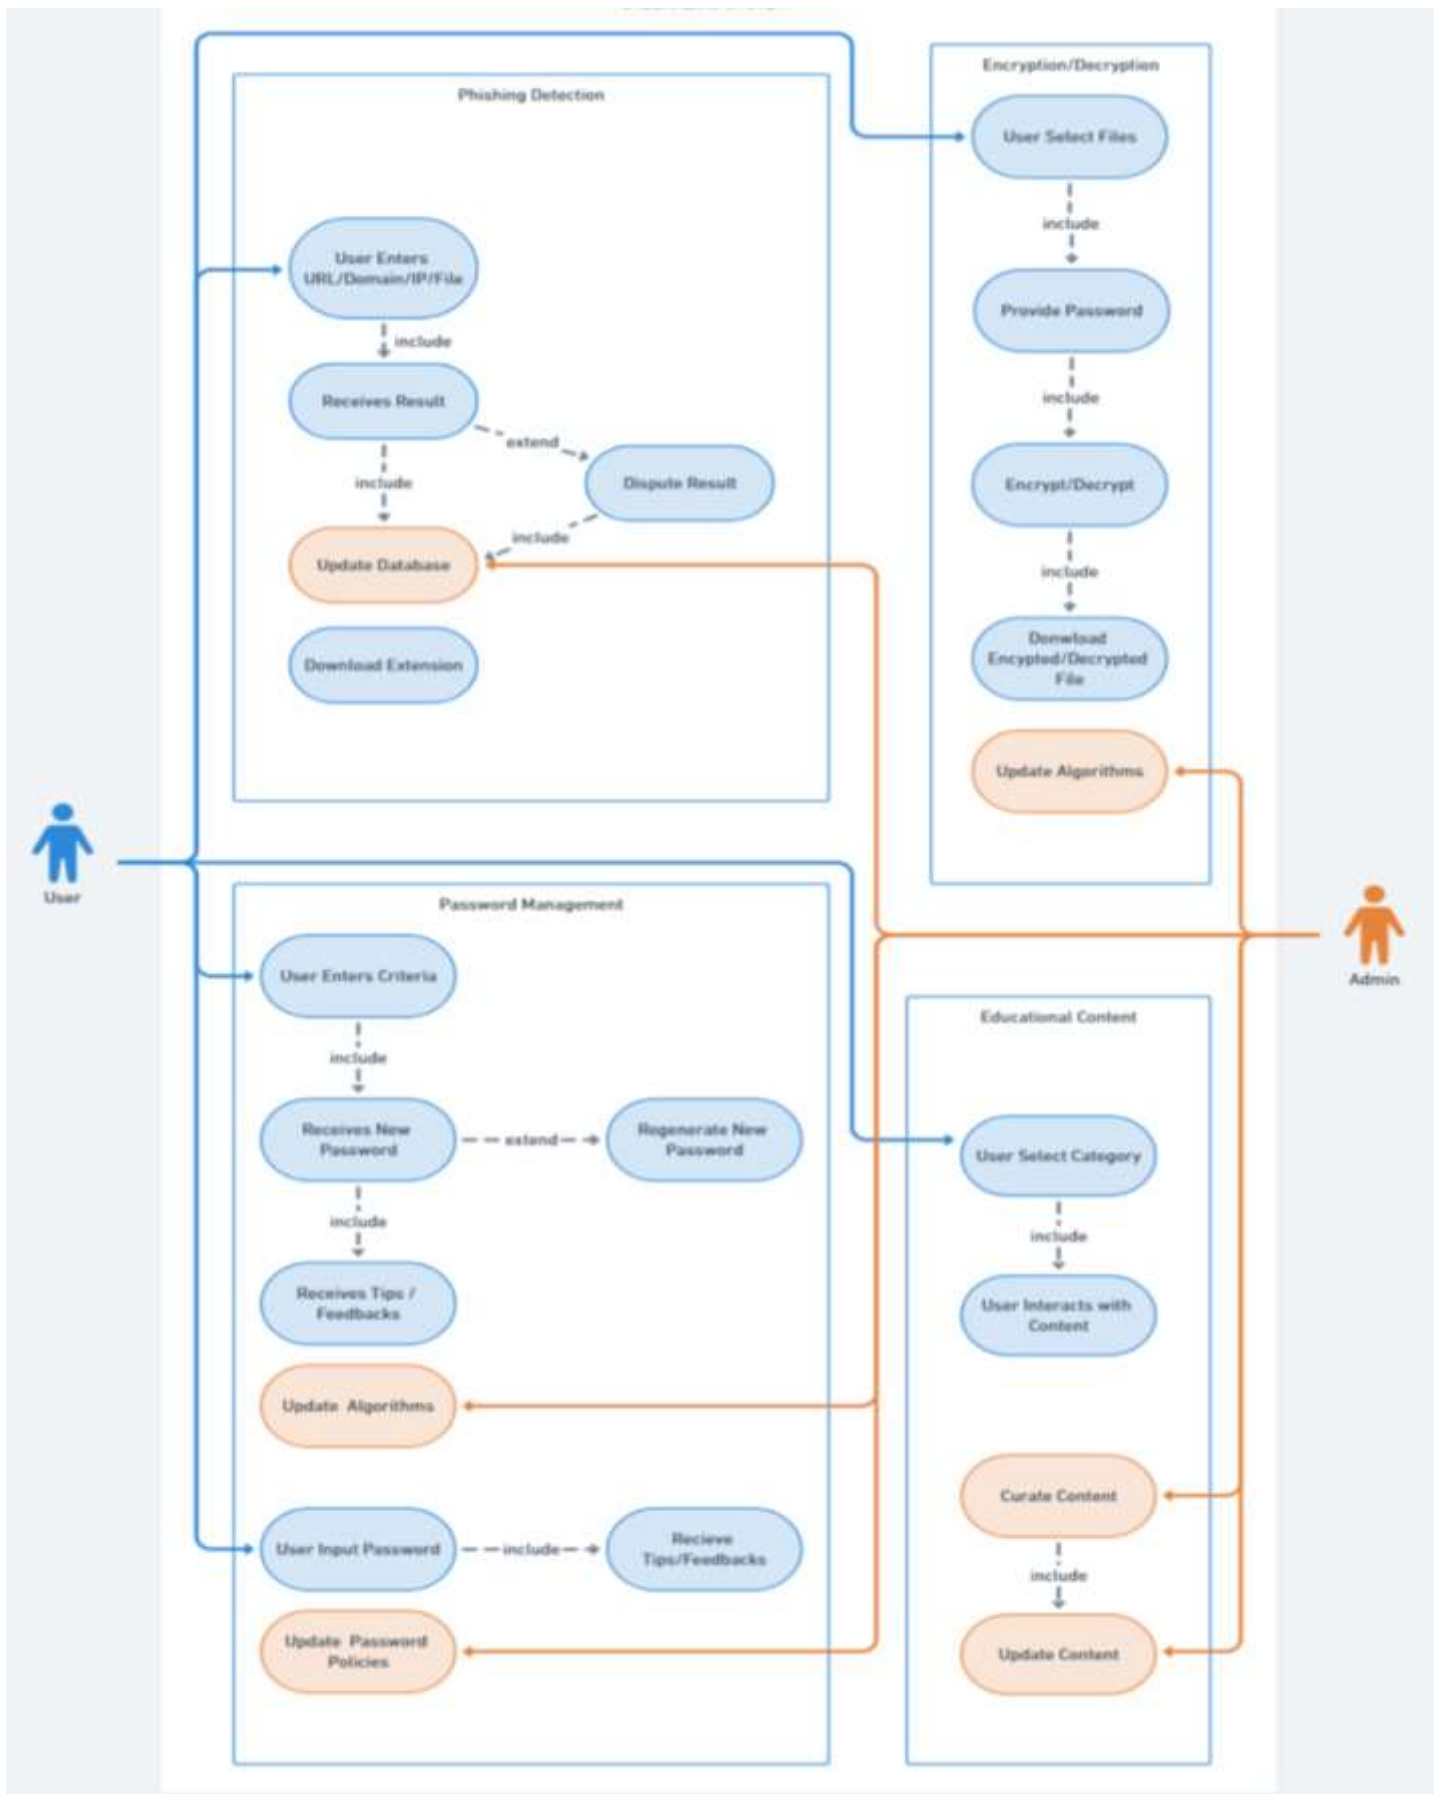 Phishing Detection
User Enters
URL/Domain/IP/File
include
Receives Result
extend
include
Dispute Result
include
Update Database
Download Extension
Encryption/Decryption
User Select Files
include
Provide Password
include
Encrypt/Decrypt
include
Donwload
Encypted/Decrypted
File
Update Algorithms
User
Admin
Password Management
User Enters Criteria
include
Receives New
Password
extend
Regenerate New
Password
include
Receives Tips /
Feedbacks
Update Algorithms
User Input Password
include
Recieve
Tips/Feedbacks
Update Password
Policies
Educational Content
User Select Category
include
User Interacts with
Content
Curate Content
include
Update Content